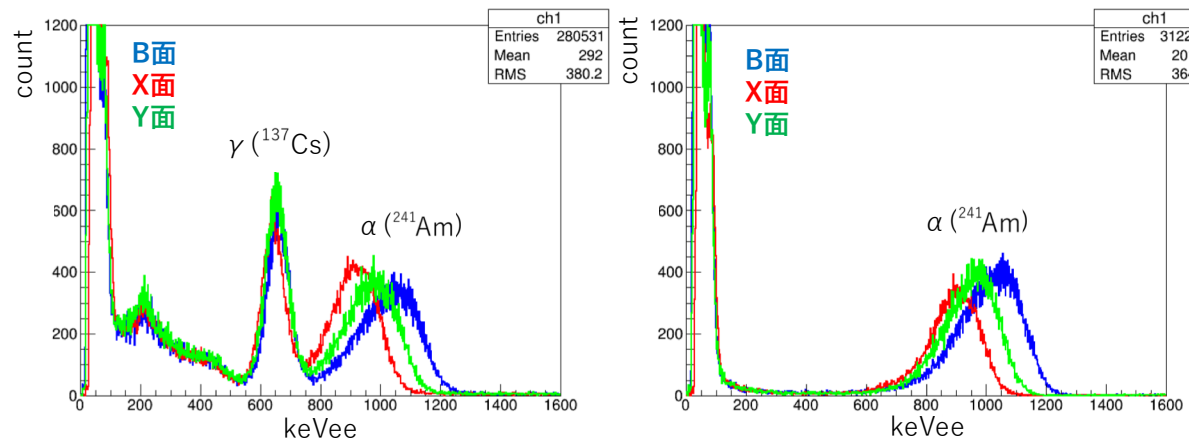 ch1
Entries 280531
Mean 292
RMS 380.2
B面
X面
Y面
γ (¹³⁷Cs)
α (²⁴¹Am)
count
1200
1000
800
600
400
200
0
0 200 400 600 800 1000 1200 1400 1600
keVee
ch1
Entries 3122
Mean 20
RMS 364
B面
X面
Y面
α (²⁴¹Am)
count
1200
1000
800
600
400
200
0
0 200 400 600 800 1000 1200 1400 1600
keVee